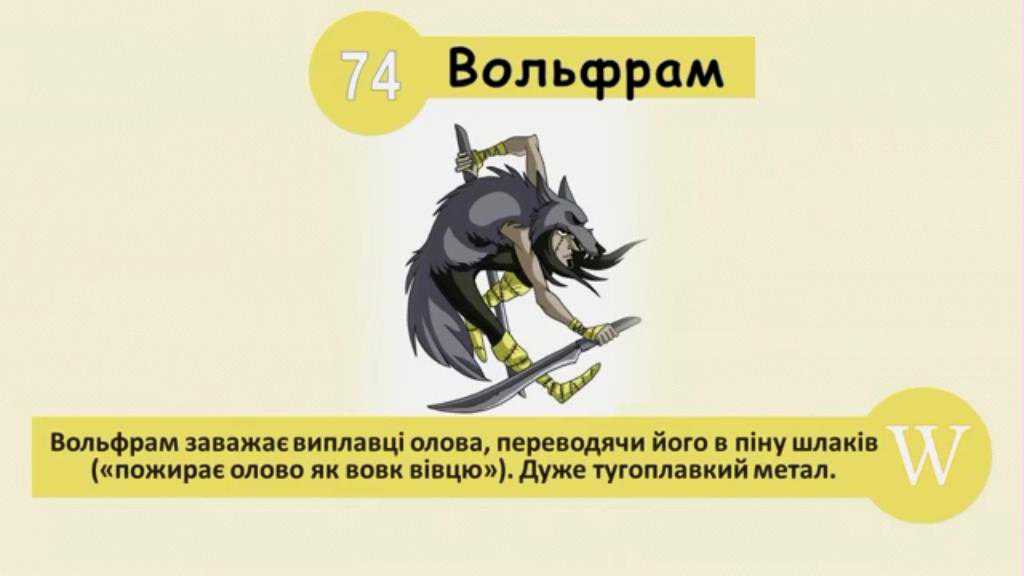 74
Вольфрам
Вольфрам заважає виплавці олова, переводячи його в піну шлаків
(«пожирає олово як вовк вівцю»). Дуже тугоплавкий метал.
W